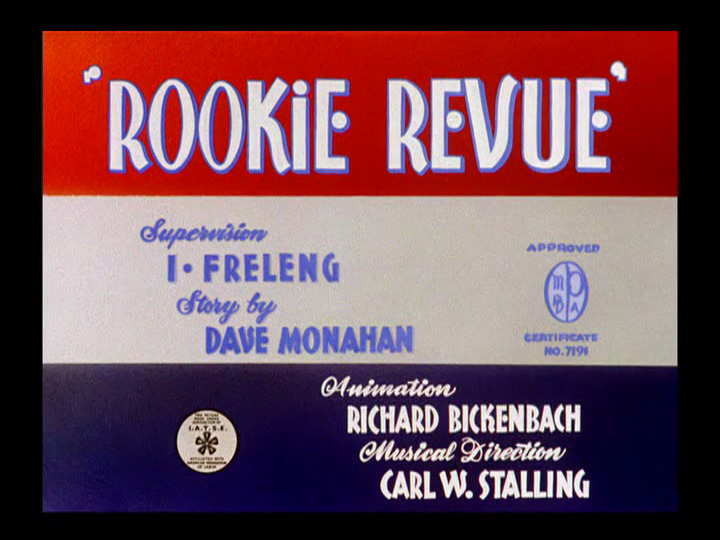 'ROOKiE REVUE'
Supervision
I. FRELENG
Story by
DAVE MONAHAN
APPROVED
MPPDA
CERTIFICATE
NO. 7191
Animation
RICHARD BICKENBACH
Musical Direction
CARL W. STALLING
I.A.T.S.E.